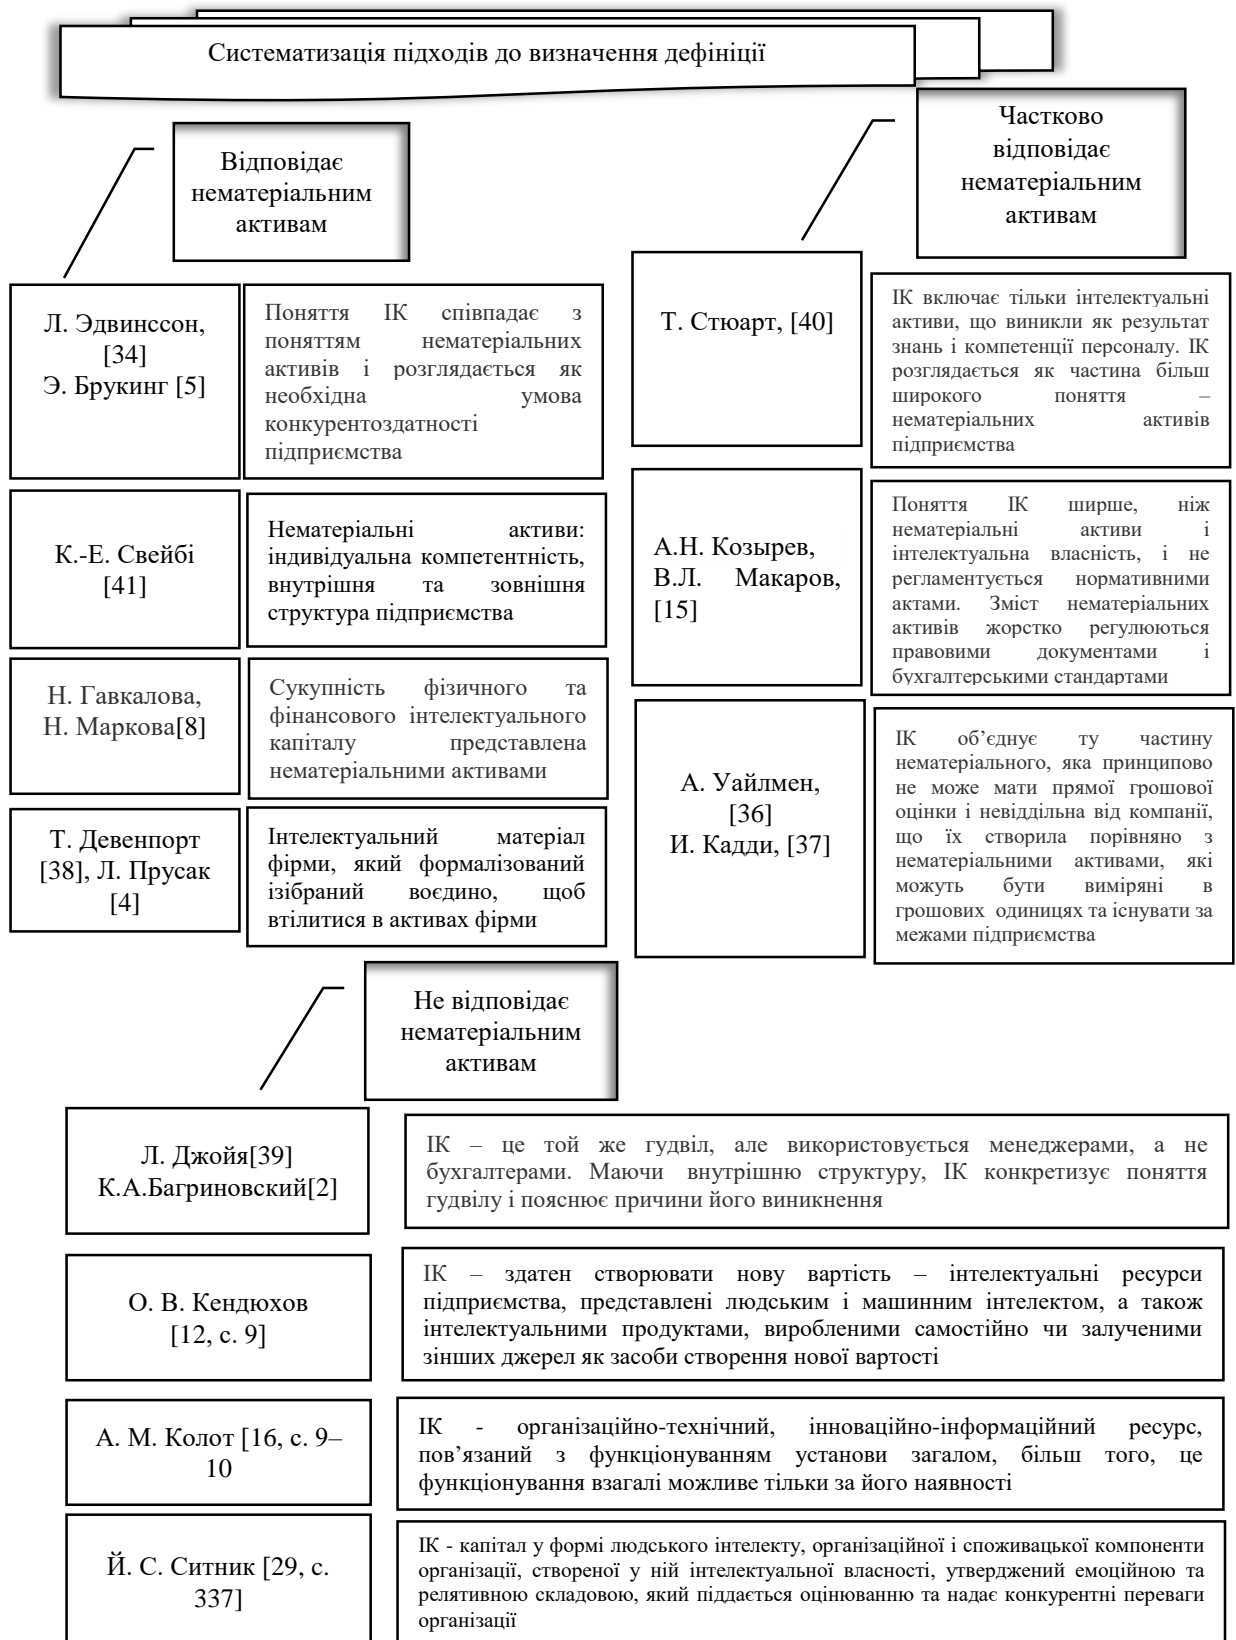 Систематизація підходів до визначення дефініції
Відповідає
нематеріальним
активам
Л. Эдвинссон,
[34]
Э. Брукинг [5]
Поняття ІК співпадає з
поняттям нематеріальних
активів і розглядається як
необхідна умова
конкурентоздатності
підприємства
К.-Е. Свейбі
[41]
Нематеріальні активи:
індивідуальна компетентність,
внутрішня та зовнішня
структура підприємства
Н. Гавкалова,
Н. Маркова[8]
Сукупність фізичного та
фінансового інтелектуального
капіталу представлена
нематеріальними активами
Т. Девенпорт
[38], Л. Прусак
[4]
Інтелектуальний матеріал
фірми, який формалізований
ізібраний воєдино, щоб
втілитися в активах фірми
Частково
відповідає
нематеріальним
активам
Т. Стюарт, [40]
ІК включає тільки інтелектуальні
активи, що виникли як результат
знань і компетенції персоналу. ІК
розглядається як частина більш
широкого поняття –
нематеріальних активів
підприємства
А.Н. Козырев,
В.Л. Макаров,
[15]
Поняття ІК ширше, ніж
нематеріальні активи і
інтелектуальна власність, і не
регламентується нормативними
актами. Зміст нематеріальних
активів жорстко регулюються
правовими документами і
бухгалтерськими стандартами
А. Уайлмен,
[36]
И. Кадди, [37]
ІК об’єднує ту частину
нематеріального, яка принципово
не може мати прямої грошової
оцінки і невіддільна від компанії,
що їх створила порівняно з
нематеріальними активами, які
можуть бути виміряні в
грошових одиницях та існувати за
межами підприємства
Не відповідає
нематеріальним
активам
Л. Джойя[39]
К.А.Багриновский[2]
ІК – це той же гудвіл, але використовується менеджерами, а не
бухгалтерами. Маючи внутрішню структуру, ІК конкретизує поняття
гудвілу і пояснює причини його виникнення
О. В. Кендюхов
[12, с. 9]
ІК – здатен створювати нову вартість – інтелектуальні ресурси
підприємства, представлені людським і машинним інтелектом, а також
інтелектуальними продуктами, виробленими самостійно чи залученими
зінших джерел як засоби створення нової вартості
А. М. Колот [16, с. 9–
10
ІК - організаційно-технічний, інноваційно-інформаційний ресурс,
пов’язаний з функціонуванням установи загалом, більш того, це
функціонування взагалі можливе тільки за його наявності
Й. С. Ситник [29, с.
337]
ІК - капітал у формі людського інтелекту, організаційної і споживацької компоненти
організації, створеної у ній інтелектуальної власності, утверджений емоційною та
релятивною складовою, який піддається оцінюванню та надає конкурентні переваги
організації